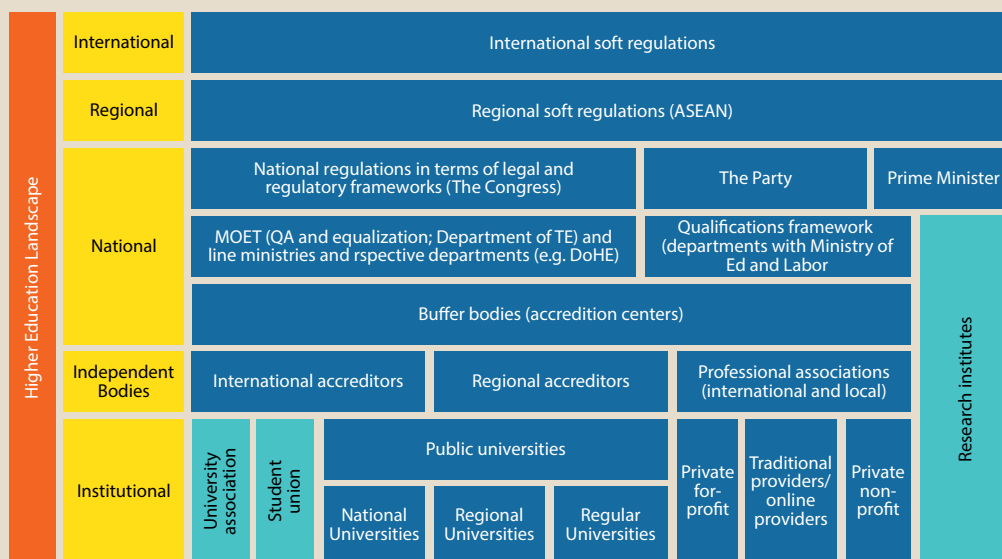 Higher Education Landscape
International
International soft regulations
Regional
Regional soft regulations (ASEAN)
National
National regulations in terms of legal and
regulatory frameworks (The Congress)
The Party
Prime Minister
MOET (QA and equalization; Department of TE) and
line ministries and rspective departments (e.g. DoHE)
Qualifications framework
(departments with Ministry of
Ed and Labor
Buffer bodies (accredition centers)
Research institutes
Independent
Bodies
International accreditors
Regional accreditors
Professional associations
(international and local)
Institutional
University
association
Student
union
Public universities
National
Universities
Regional
Universities
Regular
Universities
Private
for-
profit
Traditional
providers/
online
providers
Private
non-
profit